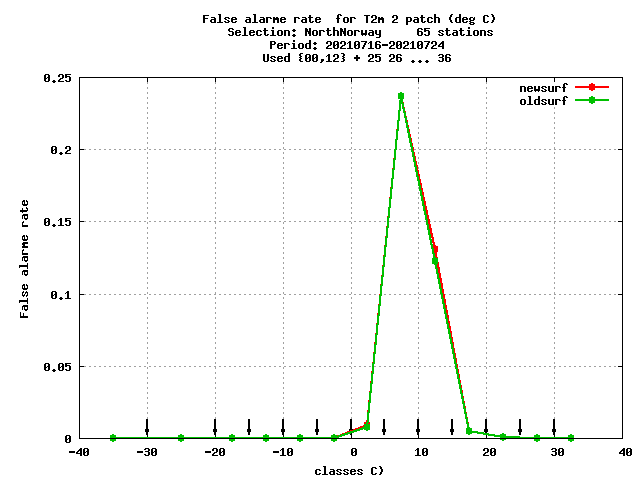 False alarme rate  for T2m 2 patch (deg C)
Selection: NorthNorway     65 stations
Period: 20210716-20210724
Used {00,12} + 25 26 ... 36
newsurf
oldsurf
False alarme rate
0.25
0.2
0.15
0.1
0.05
0
-40 -30 -20 -10 0 10 20 30 40
classes C)